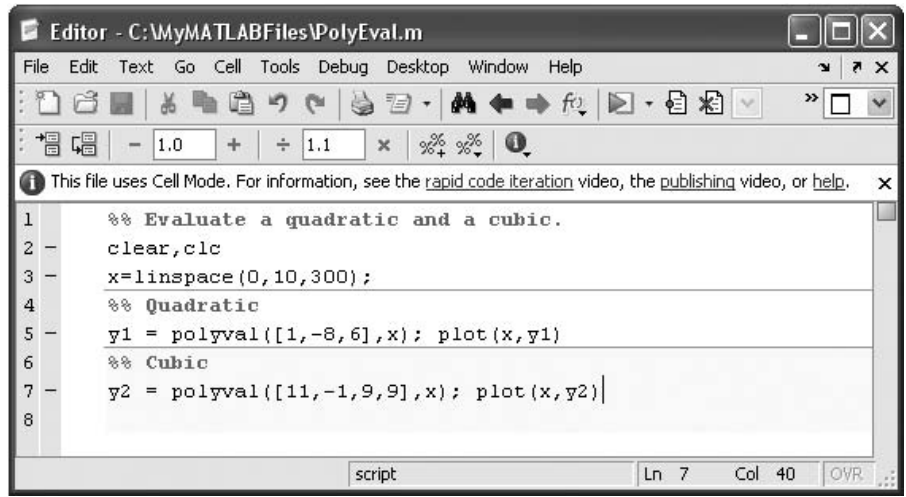 Editor - C:\MyMATLABFiles\PolyEval.m
File Edit Text Go Cell Tools Debug Desktop Window Help
- 1.0 + ÷ 1.1 ×
This file uses Cell Mode. For information, see the rapid code iteration video, the publishing video, or help.
1 %% Evaluate a quadratic and a cubic.
2 - clear,clc
3 - x=linspace(0,10,300);
4 %% Quadratic
5 - y1 = polyval([1,-8,6],x); plot(x,y1)
6 %% Cubic
7 - y2 = polyval([11,-1,9,9],x); plot(x,y2)
8
script Ln 7 Col 40 OVR